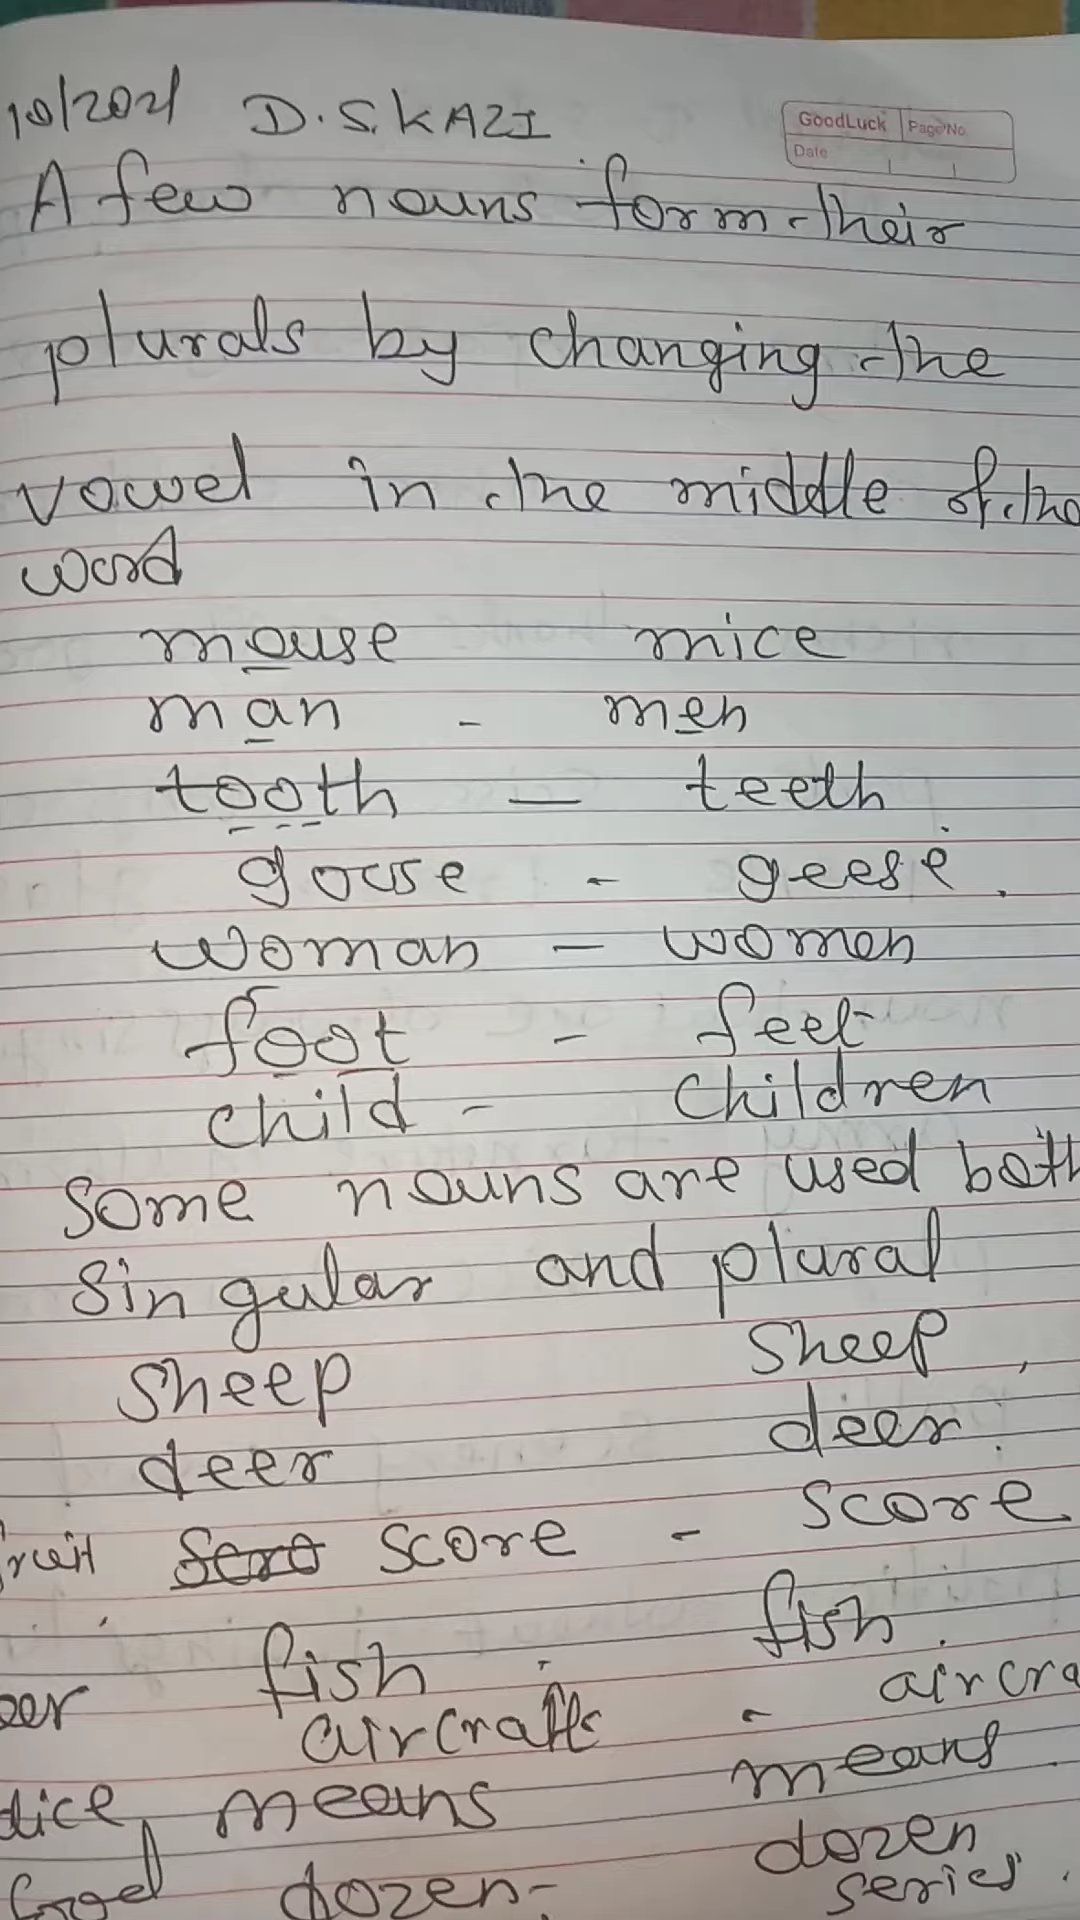 10/2021 D.S.KAZI
GoodLuck Page No.
Date
A few nouns form their
plurals by changing the
vowel in the middle of the
word
mouse mice
man - men
tooth - teeth
goose - geese.
woman - women
foot - feet
child - children
Some nouns are used both
Singular and plural
Sheep Sheep,
deer deer.
score - score
fish - fish.
aircraft - aircra
dice, means means.
dozen- dozen
series.